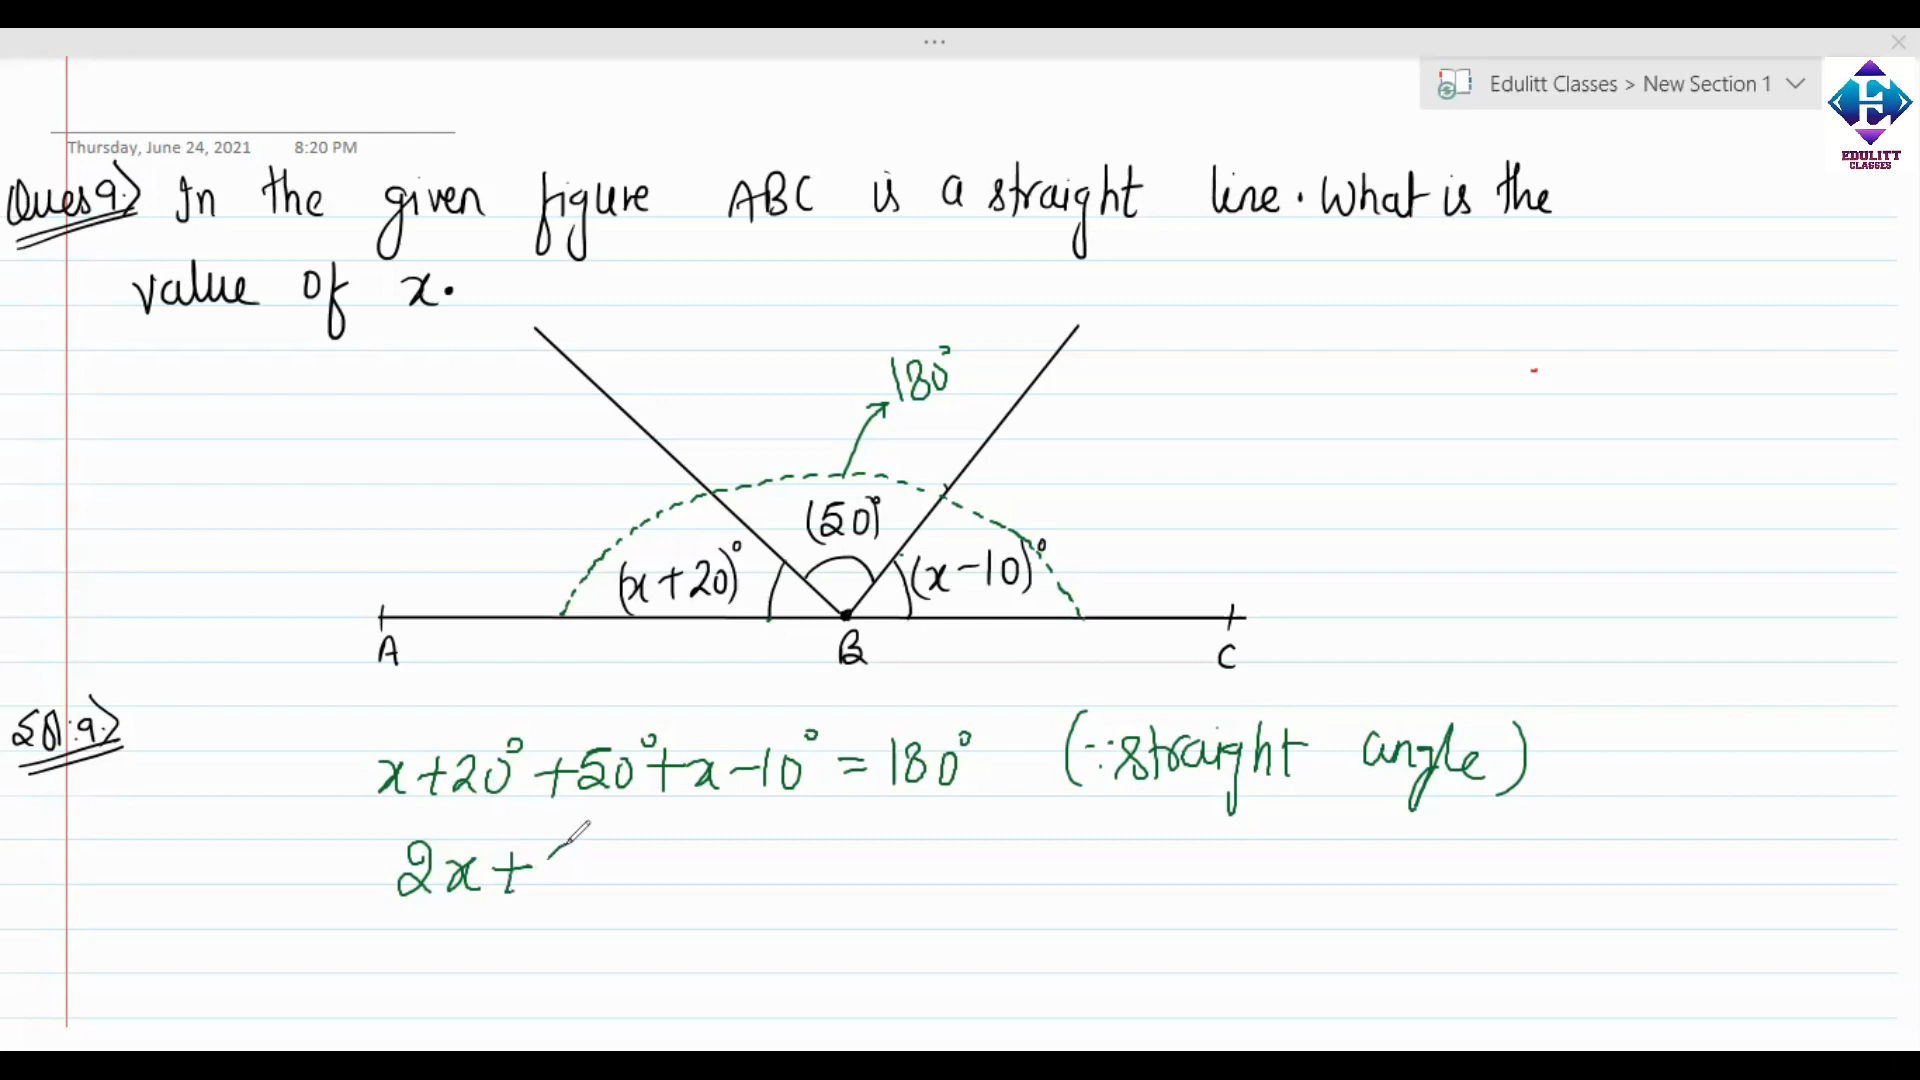 ...
Edulitt Classes > New Section 1
EDULITT
CLASSES
Thursday, June 24, 2021 8:20 PM
Ques 9.> In the given figure ABC is a straight line. What is the
value of x.
180°
(50)°
(x+20)° (x-10)°
A B C
Sol:9.>
x+20°+50°+x-10° = 180° (∵straight angle)
2x+